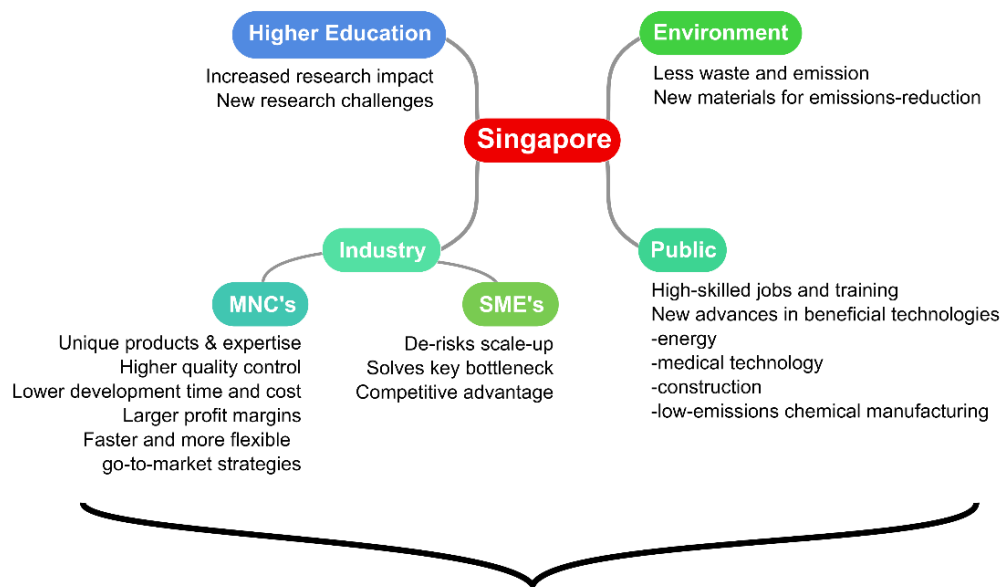 Higher Education
Increased research impact
New research challenges
Environment
Less waste and emission
New materials for emissions-reduction
Singapore
Industry
MNC's
Unique products & expertise
Higher quality control
Lower development time and cost
Larger profit margins
Faster and more flexible
go-to-market strategies
SME's
De-risks scale-up
Solves key bottleneck
Competitive advantage
Public
High-skilled jobs and training
New advances in beneficial technologies
-energy
-medical technology
-construction
-low-emissions chemical manufacturing